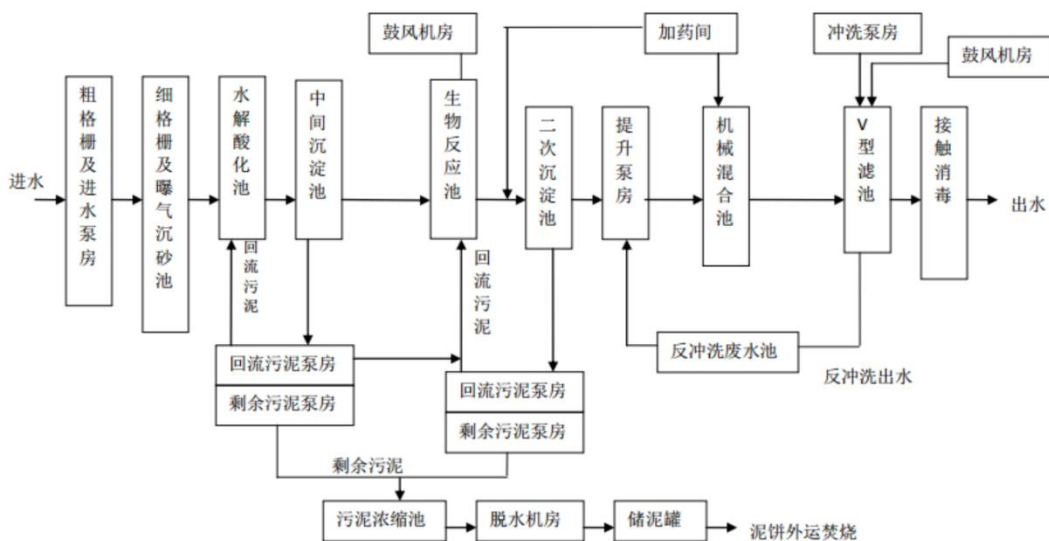 鼓风机房
加药间
冲洗泵房
鼓风机房
进水
粗格栅及进水泵房
细格栅及曝气沉砂池
水解酸化池
中间沉淀池
生物反应池
二次沉淀池
提升泵房
机械混合池
V型滤池
接触消毒
出水
回流污泥
回流污泥
反冲洗废水池
反冲洗出水
回流污泥泵房
剩余污泥泵房
回流污泥泵房
剩余污泥泵房
剩余污泥
污泥浓缩池
脱水机房
储泥罐
泥饼外运焚烧